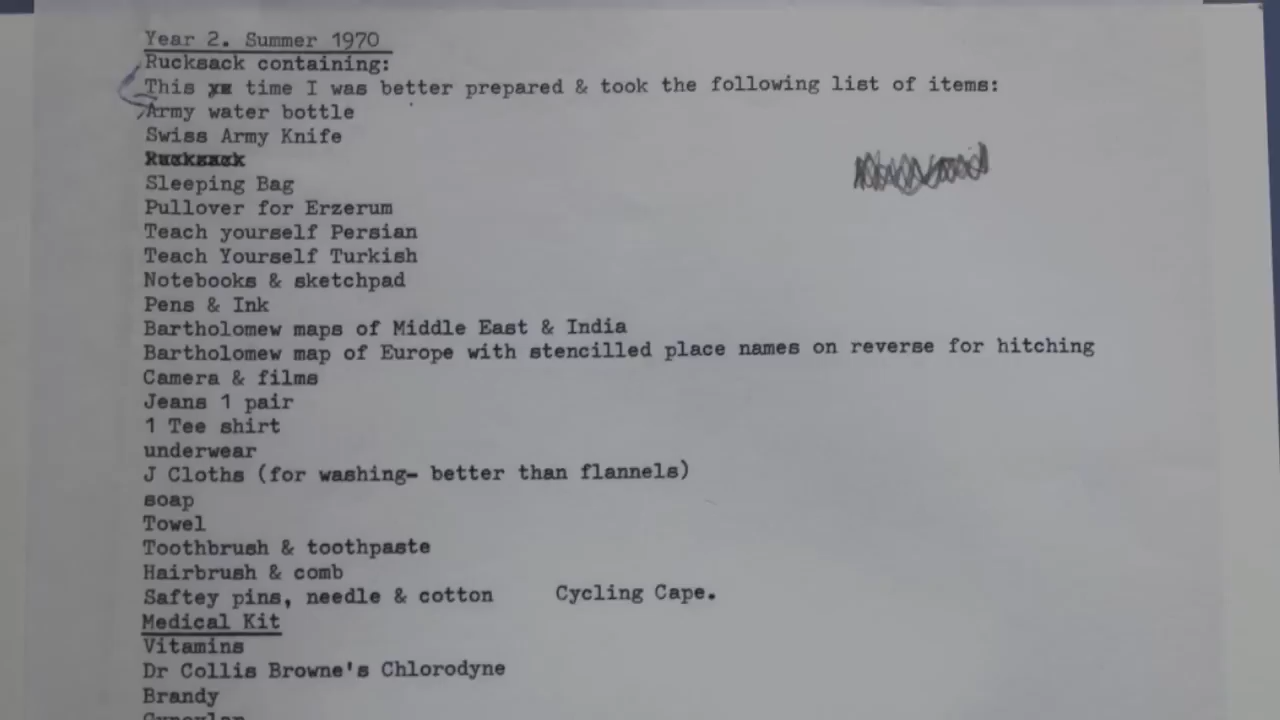 Year 2. Summer 1970
Rucksack containing:
This time I was better prepared & took the following list of items:
Army water bottle
Swiss Army Knife
Rucksack
Sleeping Bag
Pullover for Erzerum
Teach yourself Persian
Teach Yourself Turkish
Notebooks & sketchpad
Pens & Ink
Bartholomew maps of Middle East & India
Bartholomew map of Europe with stencilled place names on reverse for hitching
Camera & films
Jeans 1 pair
1 Tee shirt
underwear
J Cloths (for washing- better than flannels)
soap
Towel
Toothbrush & toothpaste
Hairbrush & comb
Saftey pins, needle & cotton Cycling Cape.
Medical Kit
Vitamins
Dr Collis Browne's Chlorodyne
Brandy